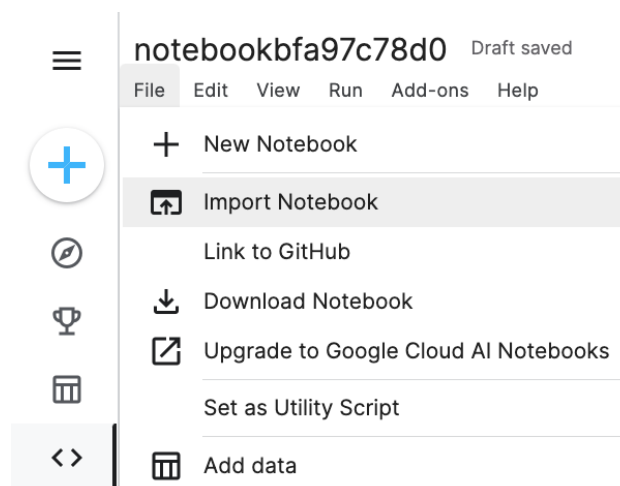 notebookbfa97c78d0 Draft saved
File Edit View Run Add-ons Help
New Notebook
Import Notebook
Link to GitHub
Download Notebook
Upgrade to Google Cloud AI Notebooks
Set as Utility Script
Add data